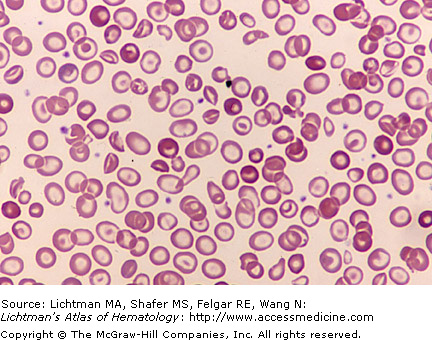 Source: Lichtman MA, Shafer MS, Felgar RE, Wang N:
Lichtman's Atlas of Hematology: http://www.accessmedicine.com
Copyright © The McGraw-Hill Companies, Inc. All rights reserved.